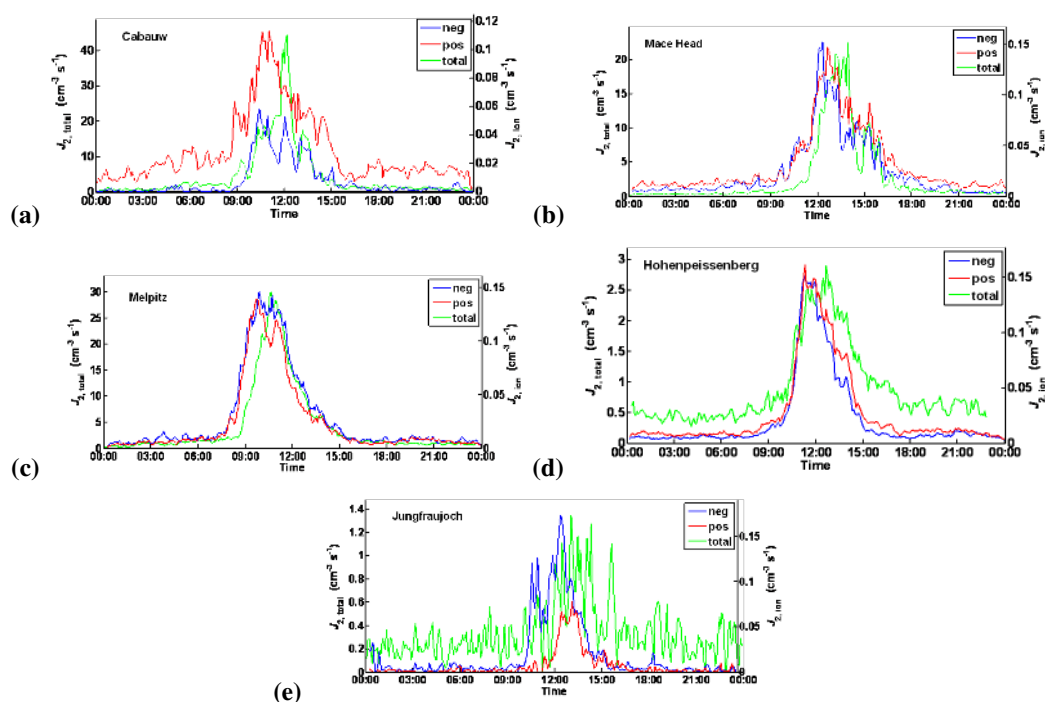 Cabauw
neg
pos
total
J2, total (cm-3 s-1)
J2, ion (cm-3 s-1)
40
30
20
10
0
0.1
0.08
0.06
0.04
0.02
0
00:00 03:00 06:00 09:00 12:00 15:00 18:00 21:00 00:00
Time
(a)
Mace Head
neg
pos
total
J2, total (cm-3 s-1)
J2, ion (cm-3 s-1)
20
15
10
5
0
0.15
0.1
0.05
0
00:00 03:00 06:00 09:00 12:00 15:00 18:00 21:00 00:00
Time
(b)
Melpitz
neg
pos
total
J2, total (cm-3 s-1)
J2, ion (cm-3 s-1)
30
25
20
15
10
5
0
0.15
0.1
0.05
0
00:00 03:00 06:00 09:00 12:00 15:00 18:00 21:00 00:00
Time
(c)
Hohenpeissenberg
neg
pos
total
J2, total (cm-3 s-1)
J2, ion (cm-3 s-1)
3
2.5
2
1.5
1
0.5
0
0.15
0.1
0.05
0
00:00 03:00 06:00 09:00 12:00 15:00 18:00 21:00 00:00
Time
(d)
Jungfraujoch
neg
pos
total
J2, total (cm-3 s-1)
J2, ion (cm-3 s-1)
1.4
1.2
1
0.8
0.6
0.4
0.2
0
0.15
0.1
0.05
0
00:00 03:00 06:00 09:00 12:00 15:00 18:00 21:00 00:00
Time
(e)